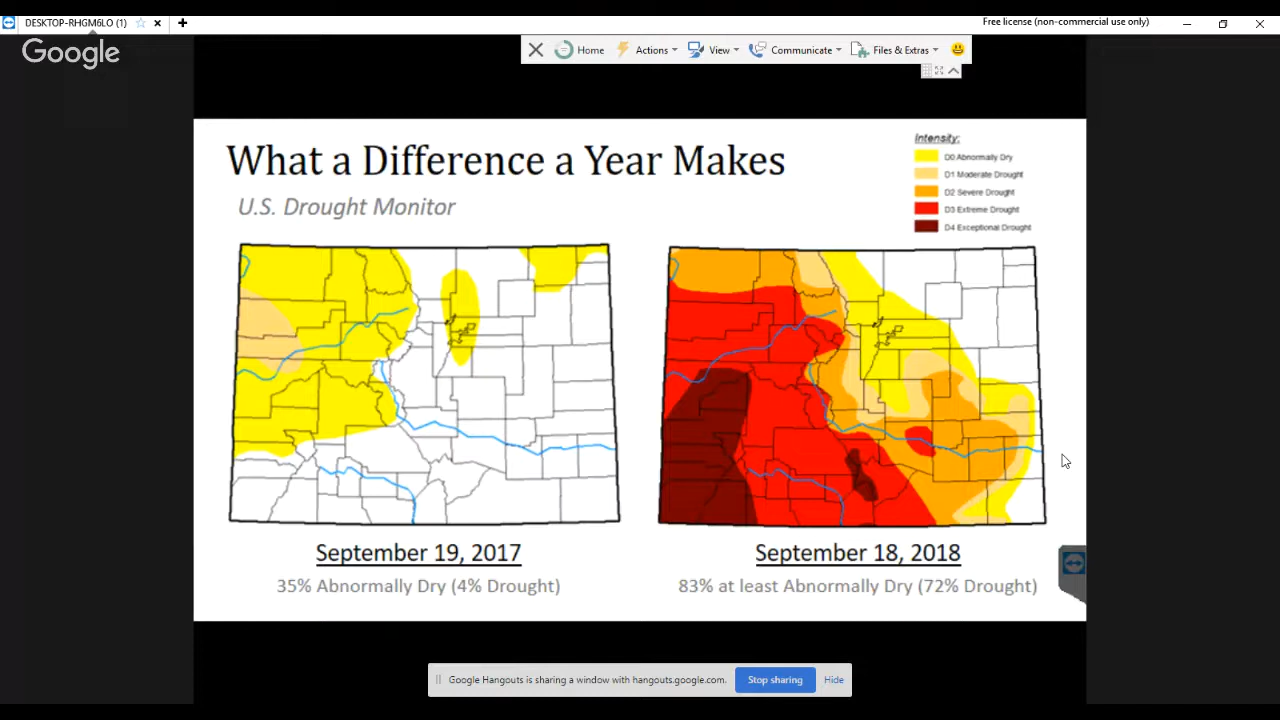 DESKTOP-RHGM6LO (1)
Free license (non-commercial use only)
Google
Home Actions View Communicate Files & Extras
What a Difference a Year Makes
U.S. Drought Monitor
Intensity:
D0 Abnormally Dry
D1 Moderate Drought
D2 Severe Drought
D3 Extreme Drought
D4 Exceptional Drought
September 19, 2017
35% Abnormally Dry (4% Drought)
September 18, 2018
83% at least Abnormally Dry (72% Drought)
Google Hangouts is sharing a window with hangouts.google.com. Stop sharing Hide